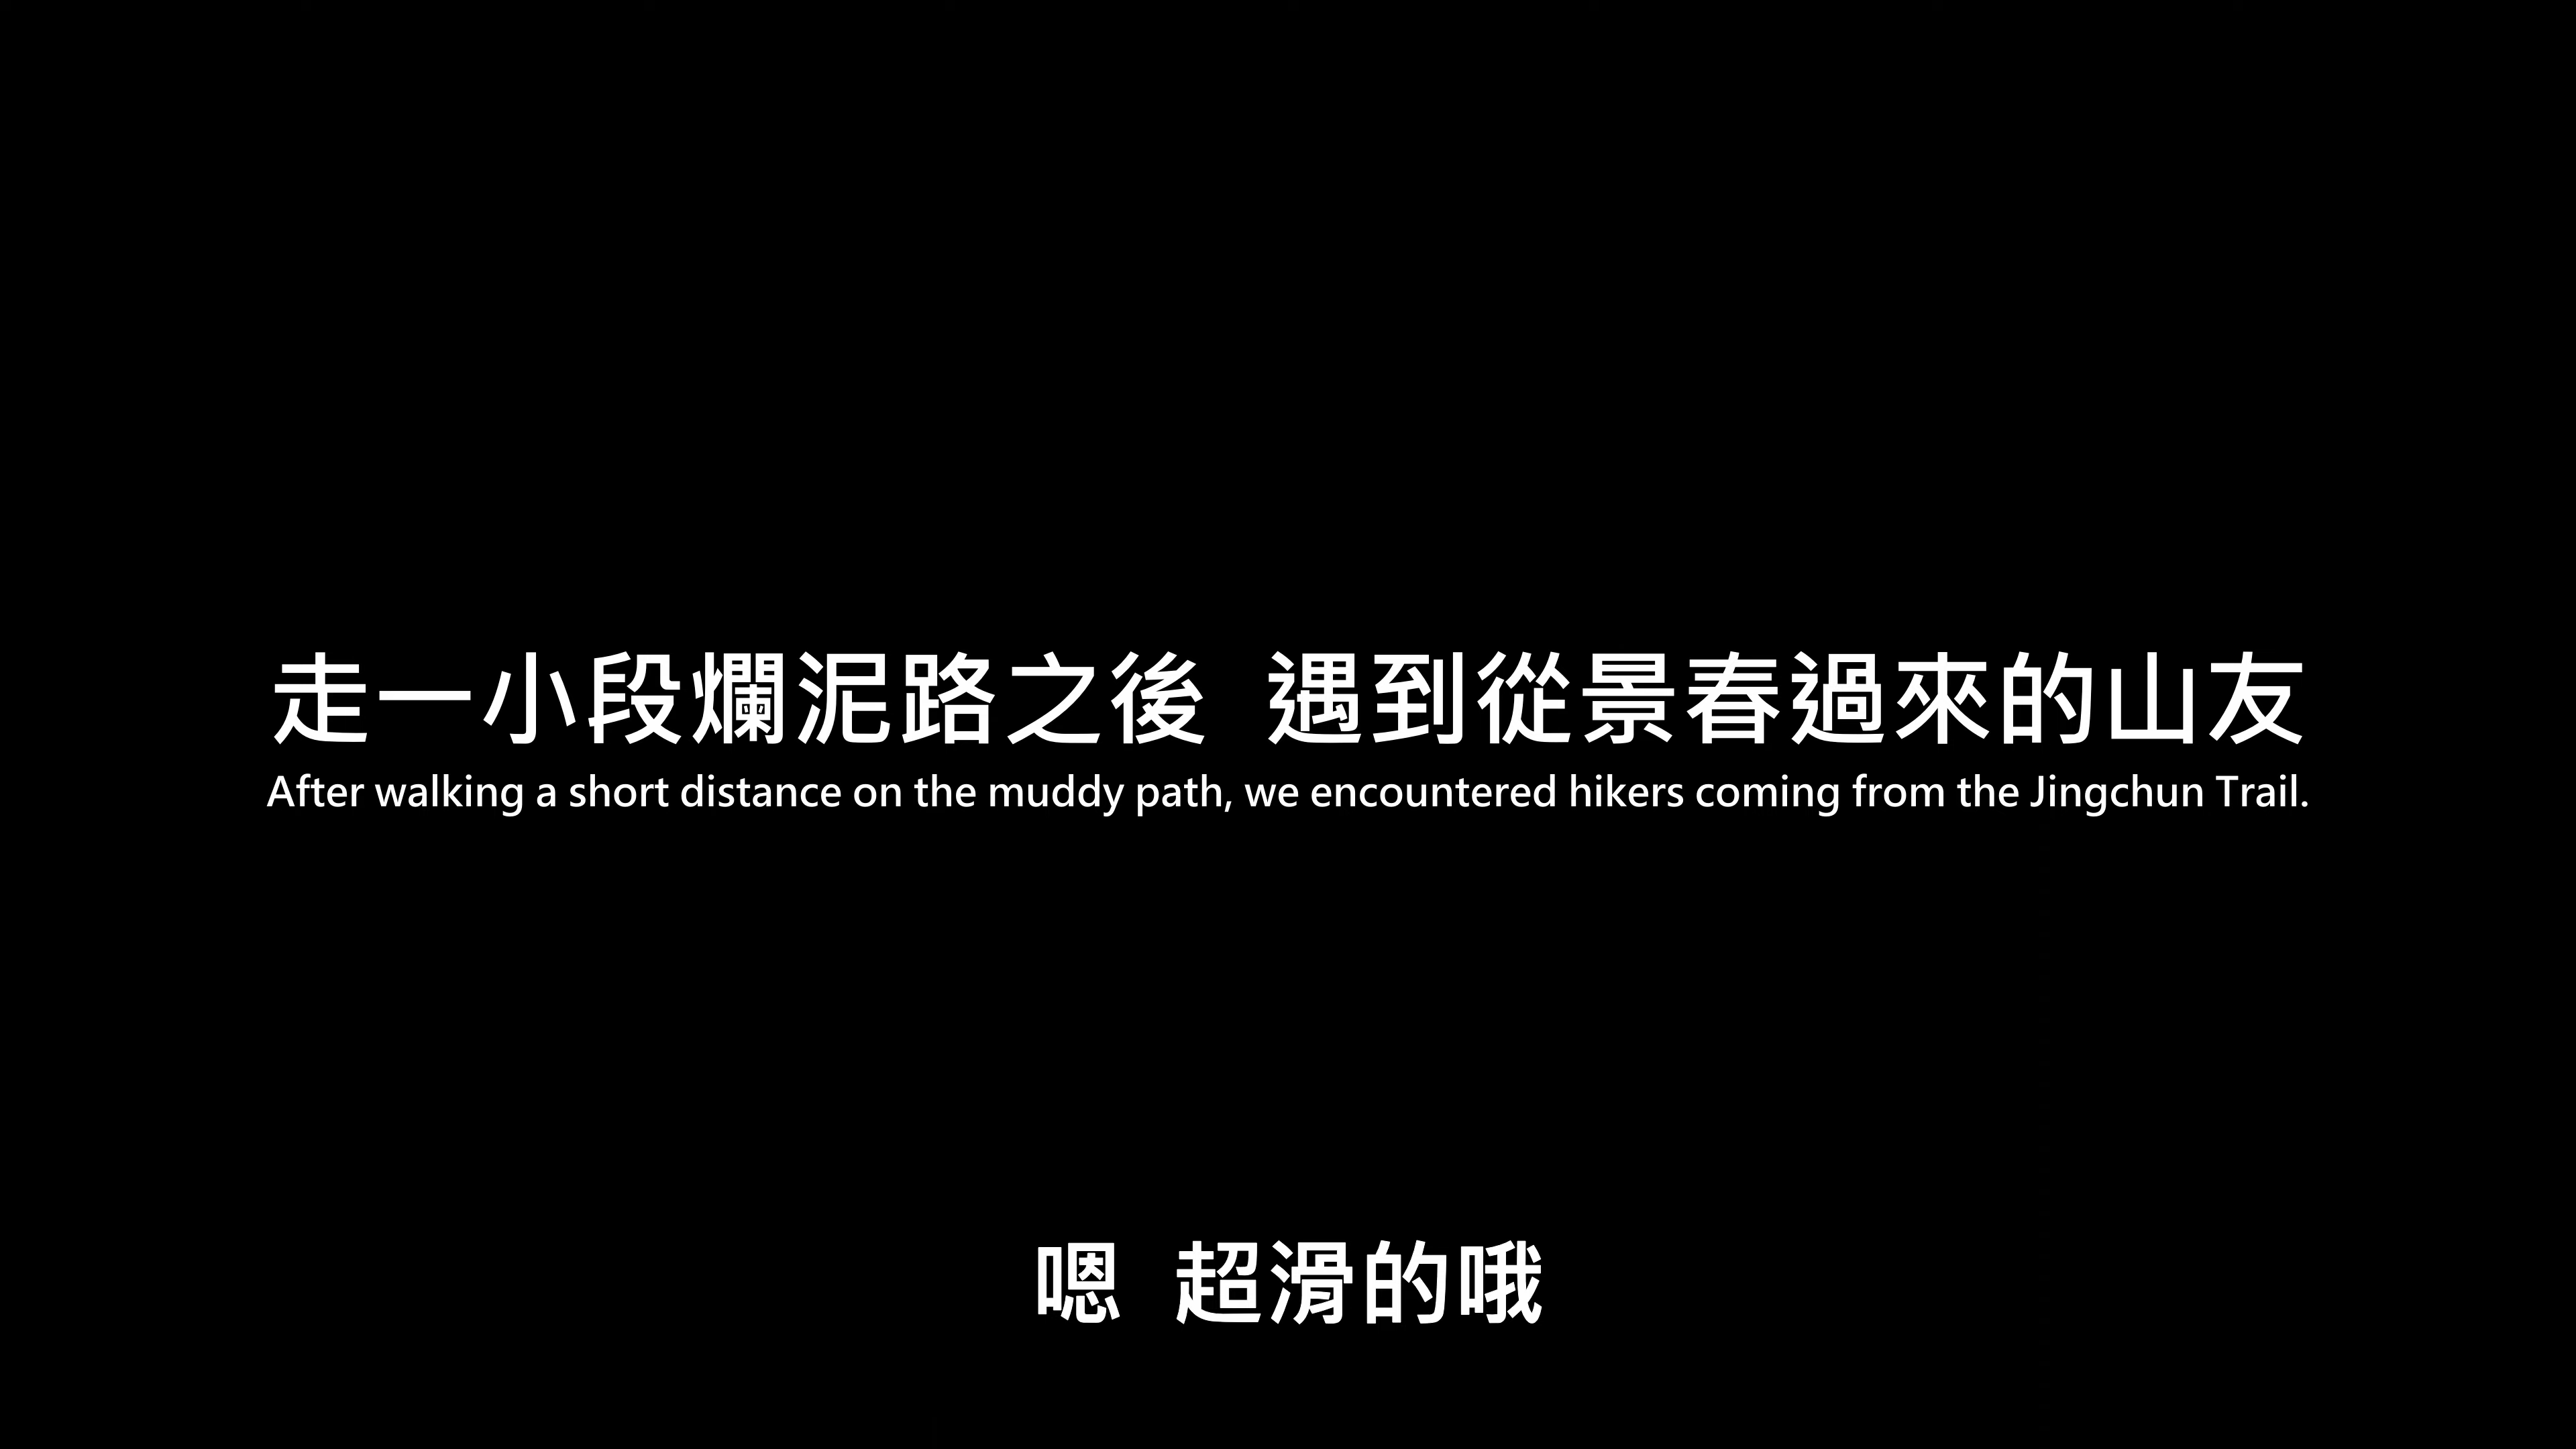 走一小段爛泥路之後 遇到從景春過來的山友
After walking a short distance on the muddy path, we encountered hikers coming from the Jingchun Trail.
嗯 超滑的哦